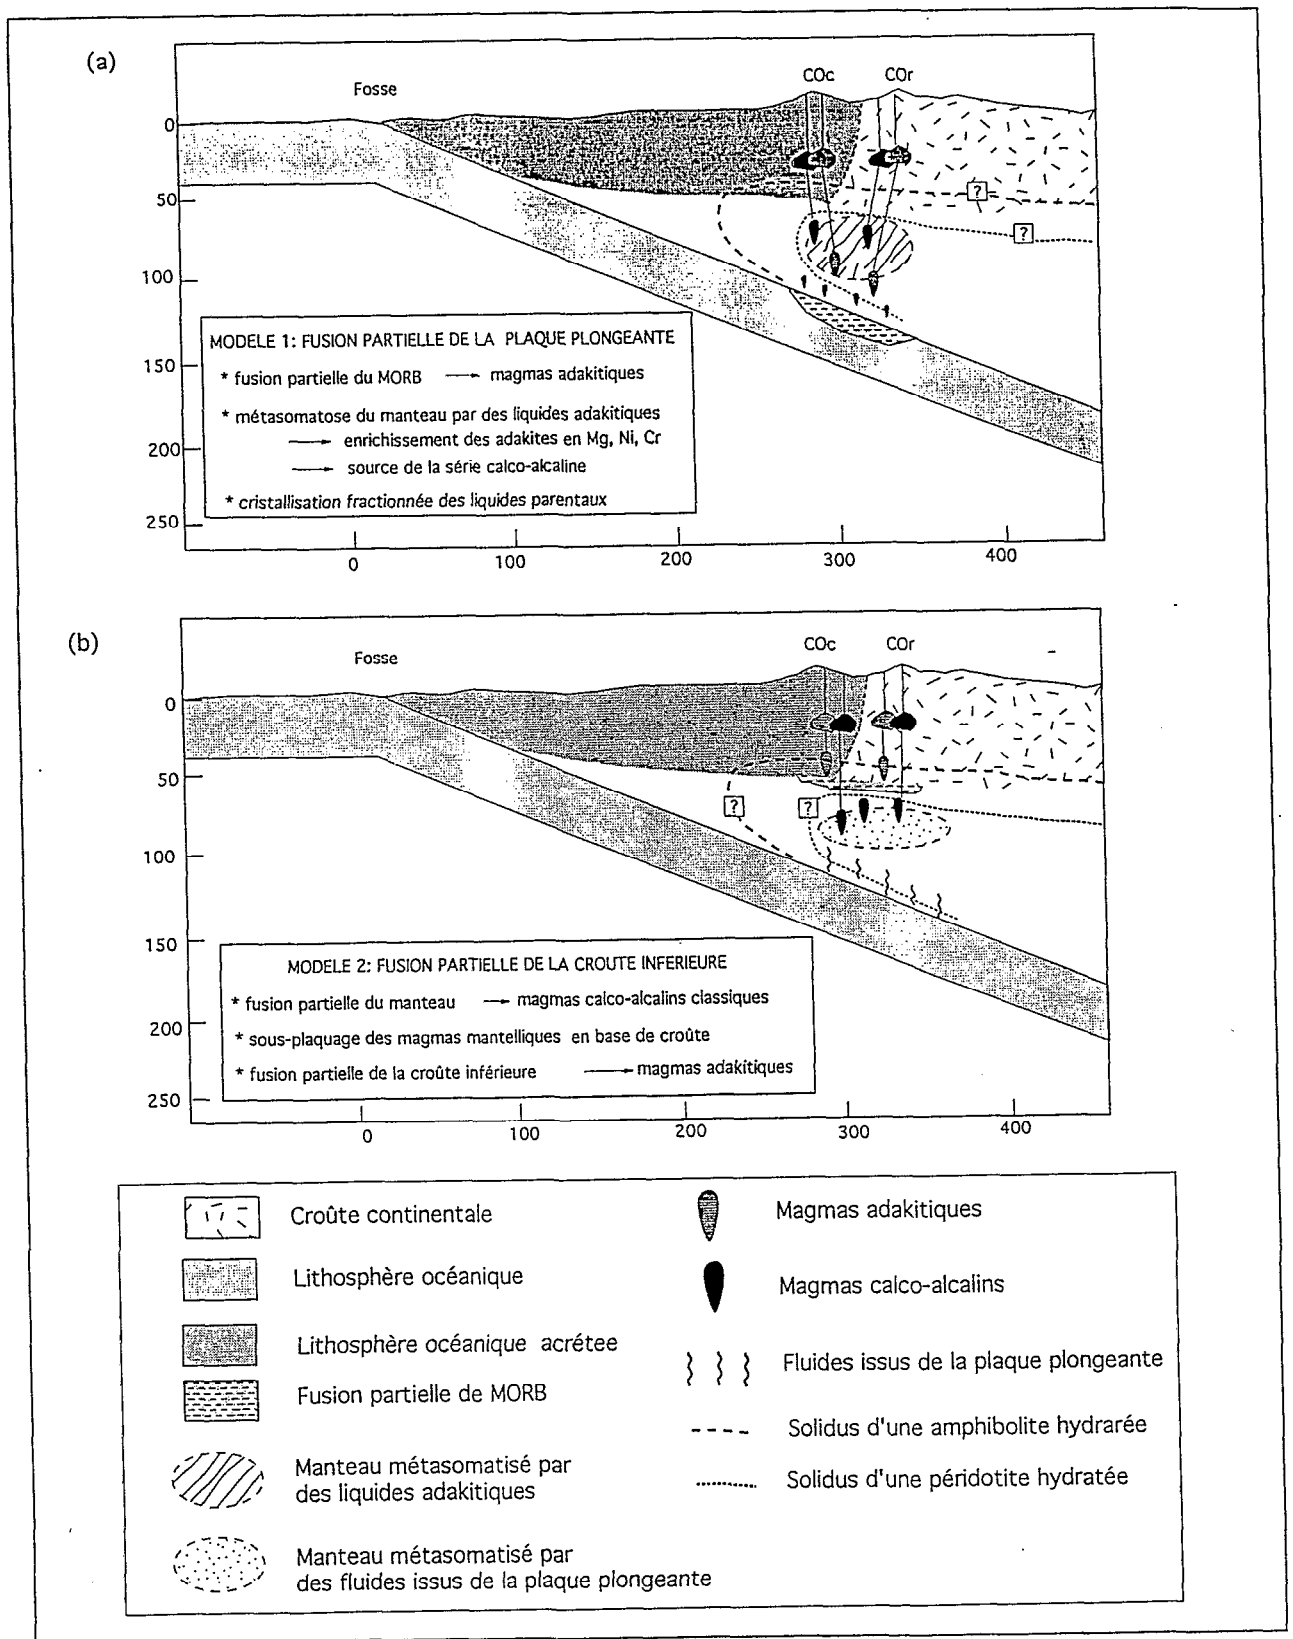 (a)
Fosse
COc
COr
0
50
100
150
200
250
?
?
MODELE 1: FUSION PARTIELLE DE LA PLAQUE PLONGEANTE
* fusion partielle du MORB → magmas adakitiques
* métasomatose du manteau par des liquides adakitiques
→ enrichissement des adakites en Mg, Ni, Cr
→ source de la série calco-alcaline
* cristallisation fractionnée des liquides parentaux
0
100
200
300
400
(b)
Fosse
COc
COr
0
50
100
150
200
250
?
?
MODELE 2: FUSION PARTIELLE DE LA CROUTE INFERIEURE
* fusion partielle du manteau → magmas calco-alcalins classiques
* sous-plaquage des magmas mantelliques en base de croûte
* fusion partielle de la croûte inférieure → magmas adakitiques
0
100
200
300
400
Croûte continentale
Lithosphère océanique
Lithosphère océanique acrétee
Fusion partielle de MORB
Manteau métasomatisé par
des liquides adakitiques
Manteau métasomatisé par
des fluides issus de la plaque plongeante
Magmas adakitiques
Magmas calco-alcalins
Fluides issus de la plaque plongeante
Solidus d'une amphibolite hydrarée
Solidus d'une péridotite hydratée